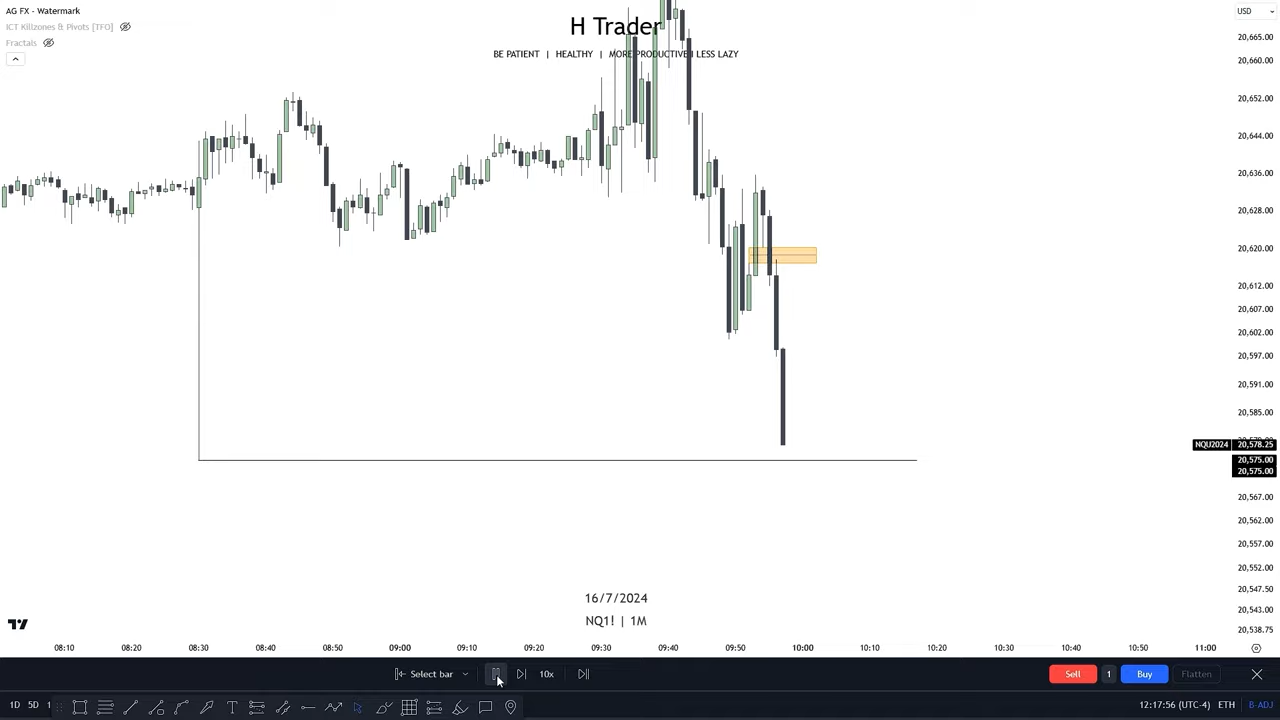 AG FX - Watermark
ICT Killzones & Pivots [TFO]
Fractals
H Trader
BE PATIENT | HEALTHY | MORE PRODUCTIVE | LESS LAZY
USD
20,665.00
20,660.00
20,652.00
20,644.00
20,636.00
20,628.00
20,620.00
20,612.00
20,607.00
20,602.00
20,597.00
20,591.00
20,585.00
NQU2024 20,578.25
20,575.00
20,575.00
20,567.00
20,562.00
20,557.00
20,552.00
20,547.50
20,543.00
20,538.75
16/7/2024
NQ1! | 1M
08:10 08:20 08:30 08:40 08:50 09:00 09:10 09:20 09:30 09:40 09:50 10:00 10:10 10:20 10:30 10:40 10:50 11:00
Select bar 10x Sell 1 Buy Flatten
1D 5D 1 12:17:56 (UTC-4) ETH B-ADJ